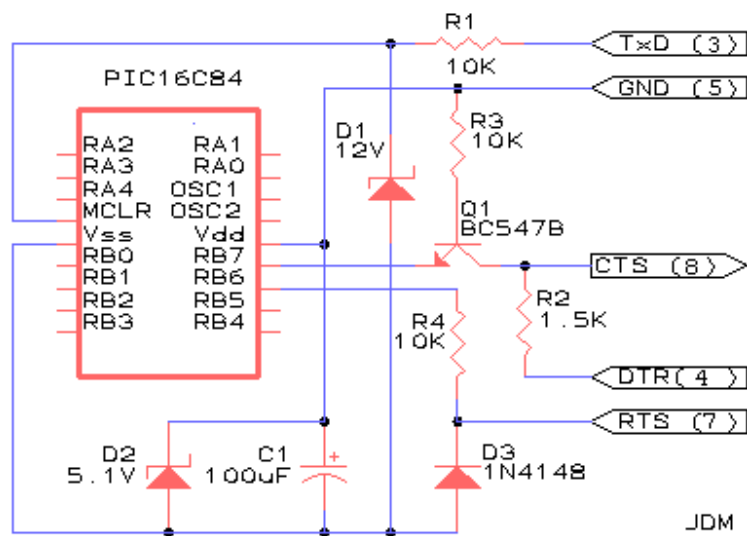 R1
10K
TxD (3)
GND (5)
PIC16C84
RA2 RA1
RA3 RA0
RA4 OSC1
MCLR OSC2
Vss Vdd
RB0 RB7
RB1 RB6
RB2 RB5
RB3 RB4
D1
12V
R3
10K
Q1
BC547B
CTS (8)
R2
1.5K
R4
10K
DTR(4)
RTS (7)
D2
5.1V
C1
100uF
+
D3
1N4148
JDM